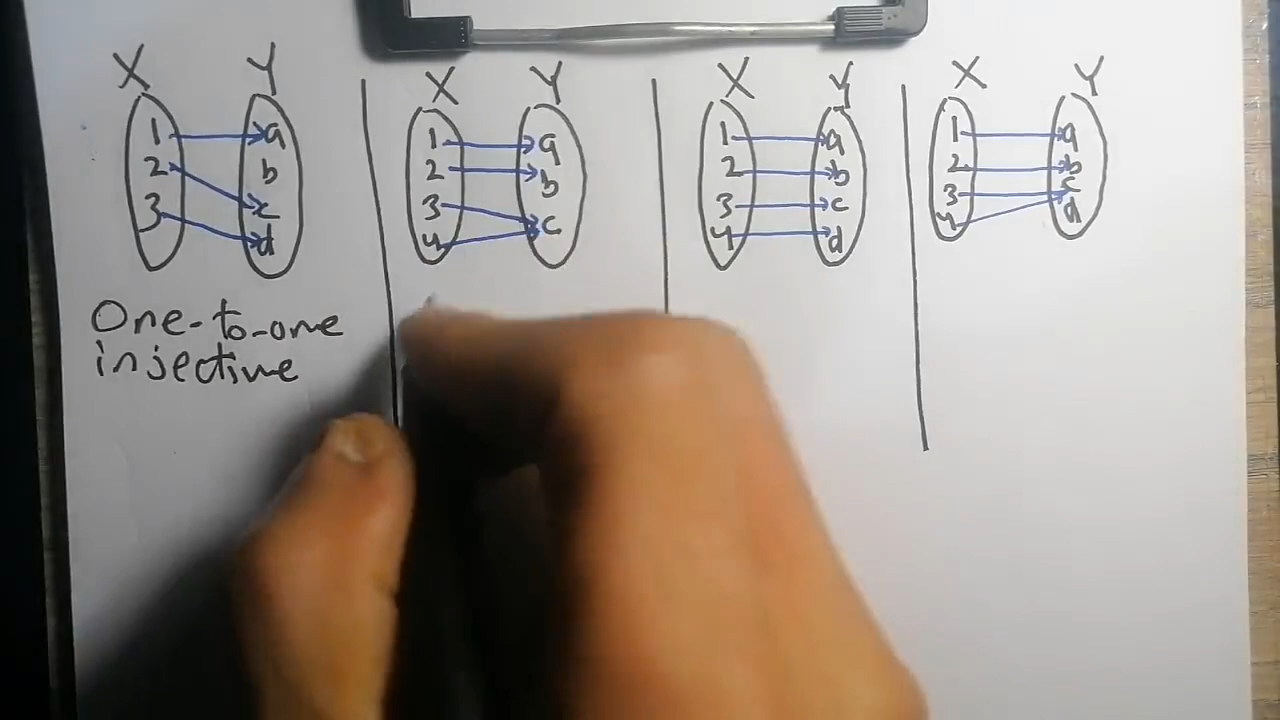 X Y
1 a
2 b
3 c
d
One-to-one
injective
X Y
1 a
2 b
3 c
4
X Y
1 a
2 b
3 c
4 d
X Y
1 a
2 b
3 c
4 d